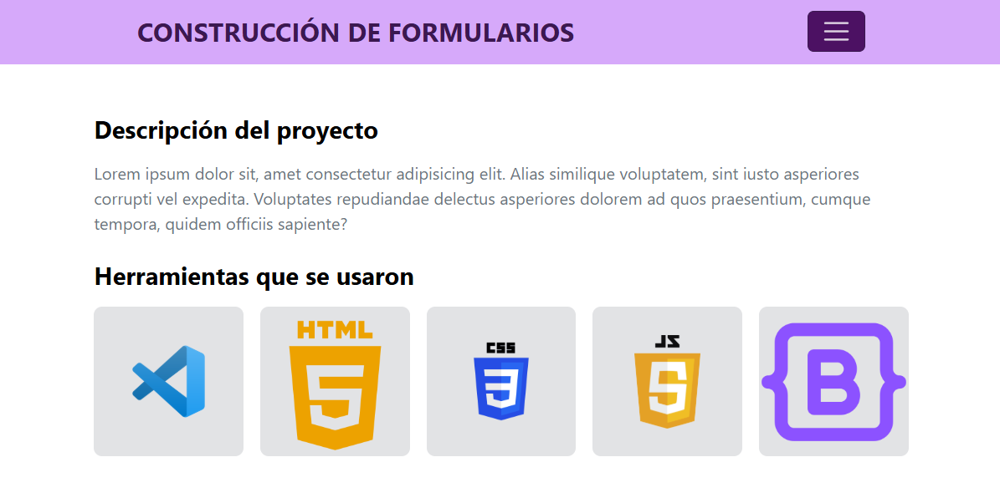 CONSTRUCCIÓN DE FORMULARIOS
Descripción del proyecto
Lorem ipsum dolor sit, amet consectetur adipisicing elit. Alias similique voluptatem, sint iusto asperiores
corrupti vel expedita. Voluptates repudiandae delectus asperiores dolorem ad quos praesentium, cumque
tempora, quidem officiis sapiente?
Herramientas que se usaron
HTML
5
CSS
3
JS
5
B